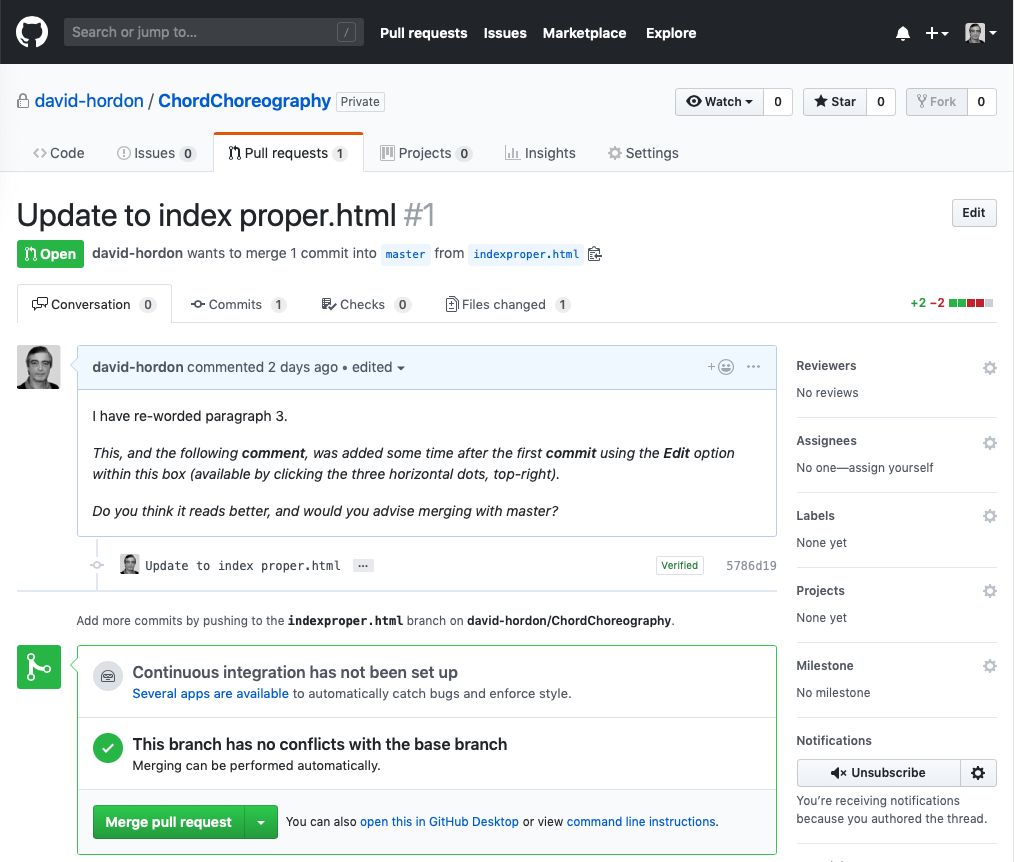 Search or jump to... /
Pull requests Issues Marketplace Explore
david-hordon / ChordChoreography Private
Watch 0 Star 0 Fork 0
Code Issues 0 Pull requests 1 Projects 0 Insights Settings
Update to index proper.html #1
Edit
Open david-hordon wants to merge 1 commit into master from indexproper.html
Conversation 0 Commits 1 Checks 0 Files changed 1
+2 −2
david-hordon commented 2 days ago • edited
I have re-worded paragraph 3.
This, and the following comment, was added some time after the first commit using the Edit option
within this box (available by clicking the three horizontal dots, top-right).
Do you think it reads better, and would you advise merging with master?
Update to index proper.html … Verified 5786d19
Add more commits by pushing to the indexproper.html branch on david-hordon/ChordChoreography.
Continuous integration has not been set up
Several apps are available to automatically catch bugs and enforce style.
This branch has no conflicts with the base branch
Merging can be performed automatically.
Merge pull request You can also open this in GitHub Desktop or view command line instructions.
Reviewers
No reviews
Assignees
No one—assign yourself
Labels
None yet
Projects
None yet
Milestone
No milestone
Notifications
Unsubscribe
You're receiving notifications
because you authored the thread.